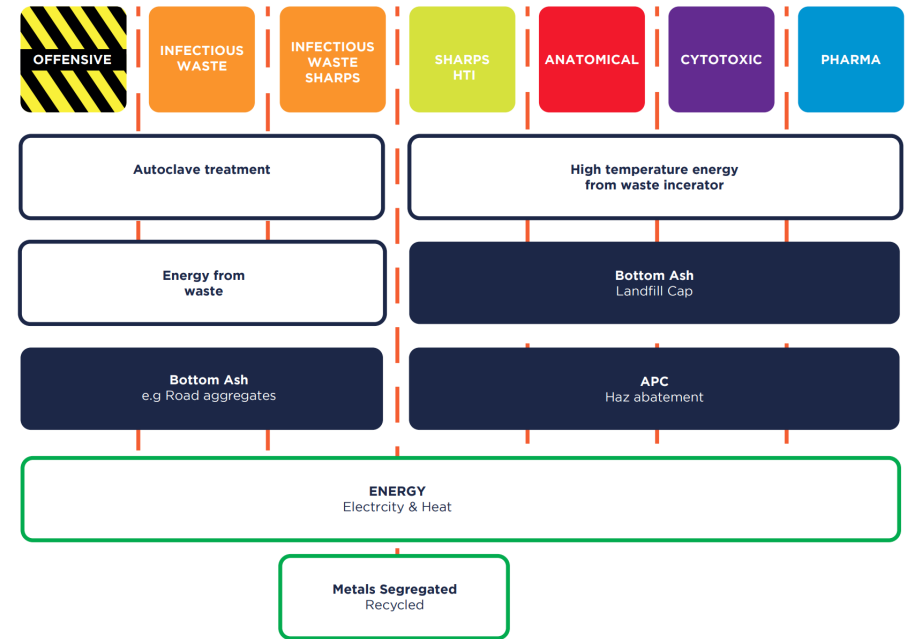 OFFENSIVE
INFECTIOUS
WASTE
INFECTIOUS
WASTE
SHARPS
SHARPS
HTI
ANATOMICAL
CYTOTOXIC
PHARMA
Autoclave treatment
High temperature energy
from waste incerator
Energy from
waste
Bottom Ash
Landfill Cap
Bottom Ash
e.g Road aggregates
APC
Haz abatement
ENERGY
Electrcity & Heat
Metals Segregated
Recycled